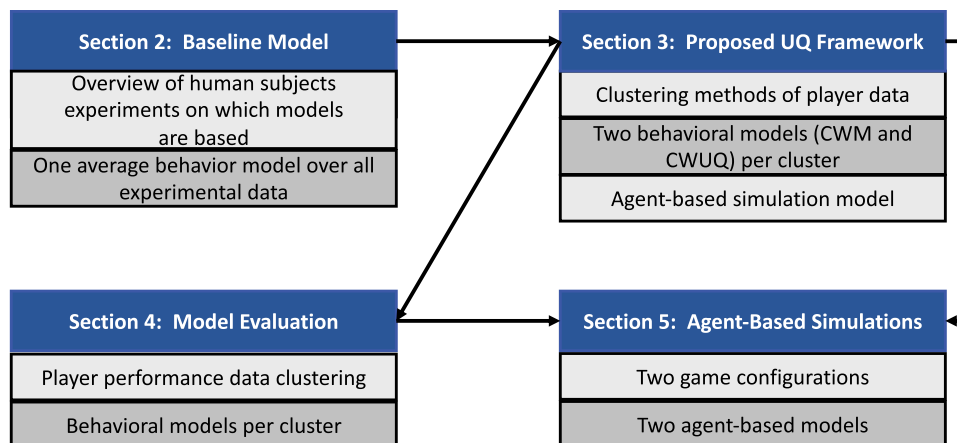 Section 2: Baseline Model
Overview of human subjects
experiments on which models
are based
One average behavior model over all
experimental data
Section 3: Proposed UQ Framework
Clustering methods of player data
Two behavioral models (CWM and
CWUQ) per cluster
Agent-based simulation model
Section 4: Model Evaluation
Player performance data clustering
Behavioral models per cluster
Section 5: Agent-Based Simulations
Two game configurations
Two agent-based models